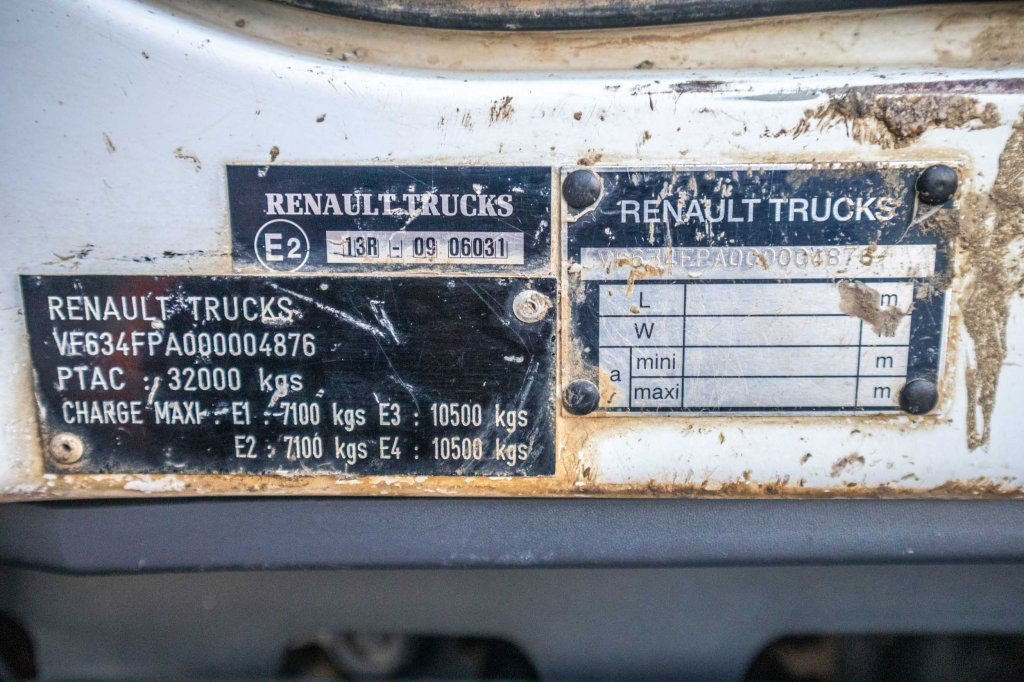 RENAULT TRUCKS
E2
13R - 09 06031
RENAULT TRUCKS
VF634FPA000004876
PTAC : 32000 kgs
CHARGE MAXI - E1 : 7100 kgs E3 : 10500 kgs
E2 : 7100 kgs E4 : 10500 kgs
RENAULT TRUCKS
VF634FPA000004876
L m
W
a mini m
maxi m